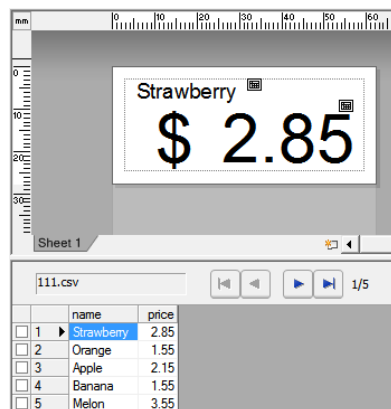 mm 0 10 20 30 40 50 60
0
10
20
30
Strawberry
$ 2.85
Sheet 1
111.csv 1/5
name price
1 Strawberry 2.85
2 Orange 1.55
3 Apple 2.15
4 Banana 1.55
5 Melon 3.55